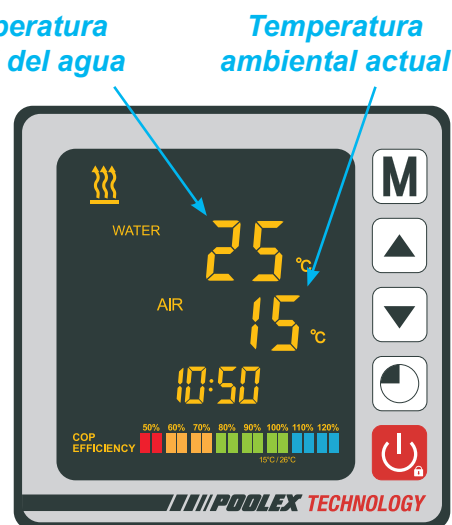 Temperatura
del agua
Temperatura
ambiental actual
WATER 25 °C
AIR 15 °C
10:50
50% 60% 70% 80% 90% 100% 110% 120%
COP
EFFICIENCY
15°C / 26°C
M
POOLEX TECHNOLOGY